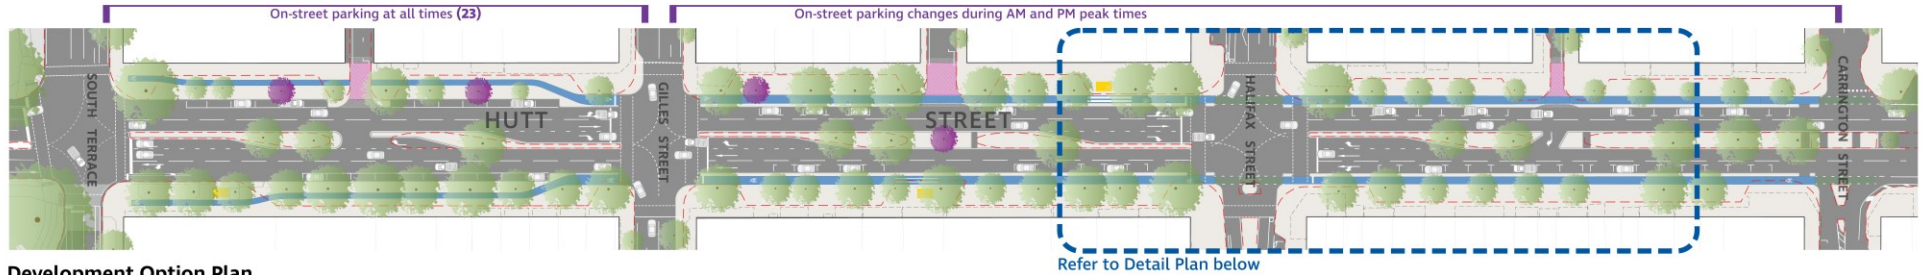 On-street parking at all times (23)
On-street parking changes during AM and PM peak times
SOUTH TERRACE
HUTT
GILLES STREET
STREET
HALIFAX STREET
CARRINGTON STREET
Refer to Detail Plan below
Development Option Plan